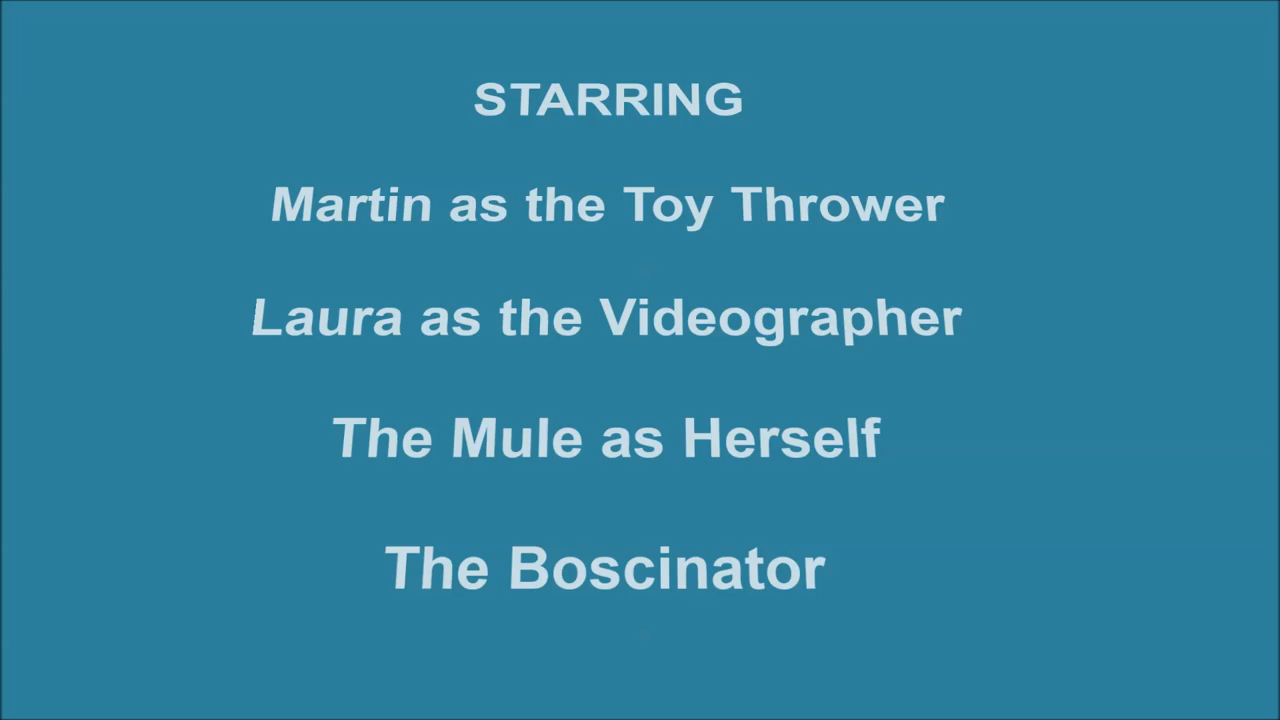 STARRING
Martin as the Toy Thrower
Laura as the Videographer
The Mule as Herself
The Boscinator